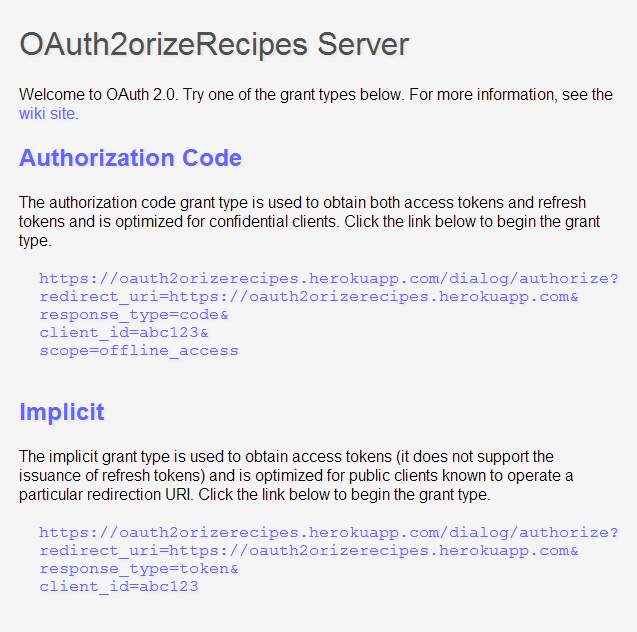 OAuth2orizeRecipes Server
Welcome to OAuth 2.0. Try one of the grant types below. For more information, see the
wiki site.
Authorization Code
The authorization code grant type is used to obtain both access tokens and refresh
tokens and is optimized for confidential clients. Click the link below to begin the grant
type.
https://oauth2orizerecipes.herokuapp.com/dialog/authorize?
redirect_uri=https://oauth2orizerecipes.herokuapp.com&
response_type=code&
client_id=abc123&
scope=offline_access
Implicit
The implicit grant type is used to obtain access tokens (it does not support the
issuance of refresh tokens) and is optimized for public clients known to operate a
particular redirection URI. Click the link below to begin the grant type.
https://oauth2orizerecipes.herokuapp.com/dialog/authorize?
redirect_uri=https://oauth2orizerecipes.herokuapp.com&
response_type=token&
client_id=abc123